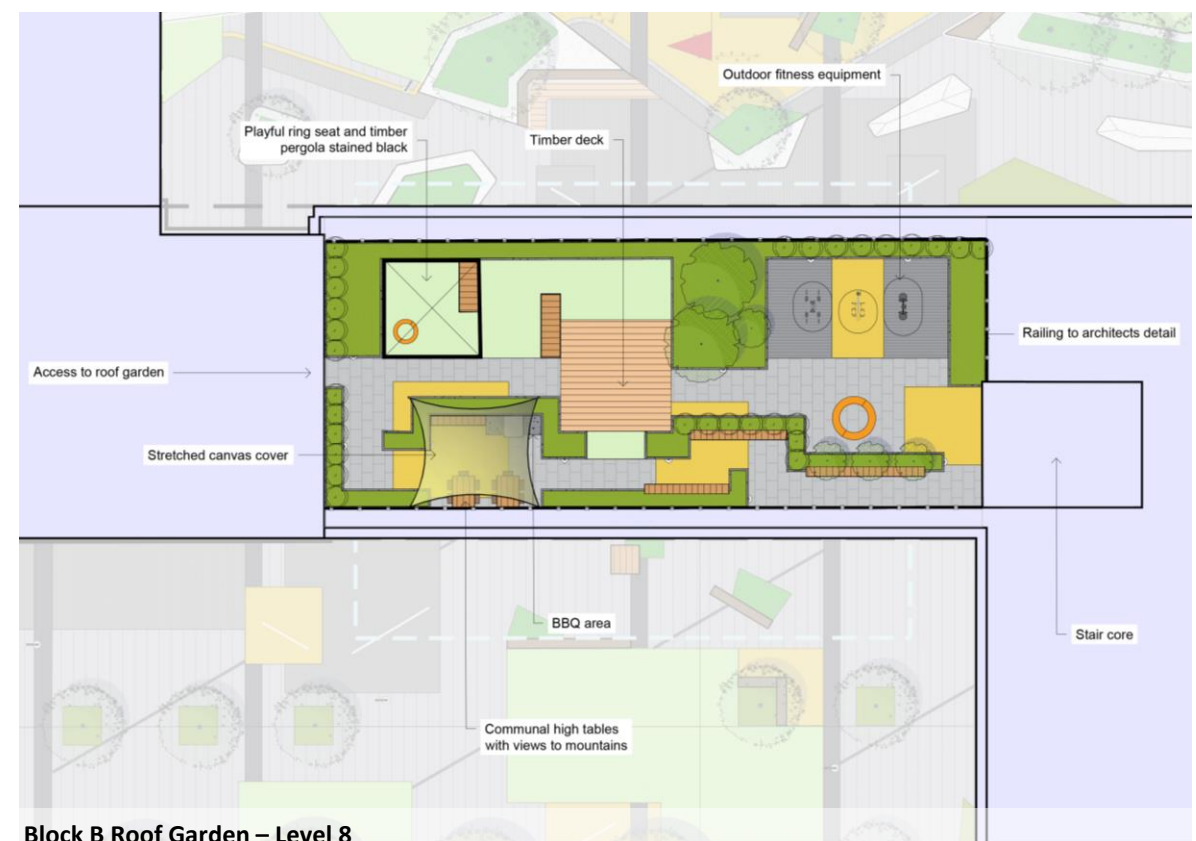 Outdoor fitness equipment
Playful ring seat and timber
pergola stained black
Timber deck
Railing to architects detail
Access to roof garden
Stretched canvas cover
BBQ area
Stair core
Communal high tables
with views to mountains
Block B Roof Garden – Level 8